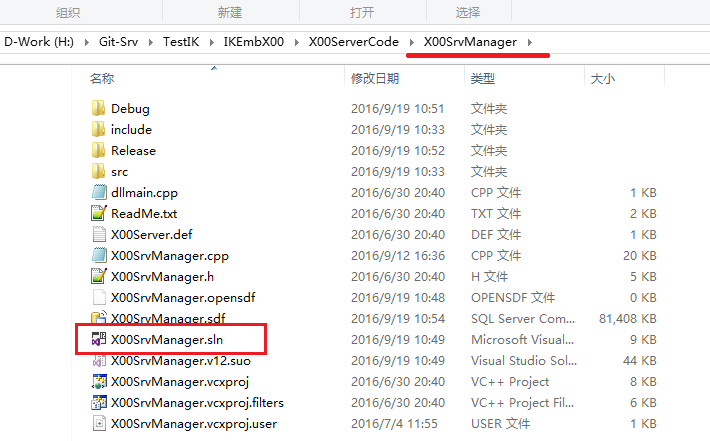 组织 新建 打开 选择
D-Work (H:) Git-Srv TestIK IKEmbX00 X00ServerCode X00SrvManager
名称 修改日期 类型 大小
Debug 2016/9/19 10:51 文件夹
include 2016/9/19 10:33 文件夹
Release 2016/9/19 10:52 文件夹
src 2016/9/19 10:33 文件夹
dllmain.cpp 2016/6/30 20:40 CPP 文件 1 KB
ReadMe.txt 2016/6/30 20:40 TXT 文件 2 KB
X00Server.def 2016/6/30 20:40 DEF 文件 1 KB
X00SrvManager.cpp 2016/9/12 16:36 CPP 文件 20 KB
X00SrvManager.h 2016/6/30 20:40 H 文件 5 KB
X00SrvManager.opensdf 2016/9/19 10:48 OPENSDF 文件 0 KB
X00SrvManager.sdf 2016/9/19 10:54 SQL Server Com... 81,408 KB
X00SrvManager.sln 2016/9/19 10:49 Microsoft Visual... 9 KB
X00SrvManager.v12.suo 2016/9/19 10:49 Visual Studio Sol... 44 KB
X00SrvManager.vcxproj 2016/6/30 20:40 VC++ Project 8 KB
X00SrvManager.vcxproj.filters 2016/6/30 20:40 VC++ Project F... 6 KB
X00SrvManager.vcxproj.user 2016/7/4 11:55 USER 文件 1 KB